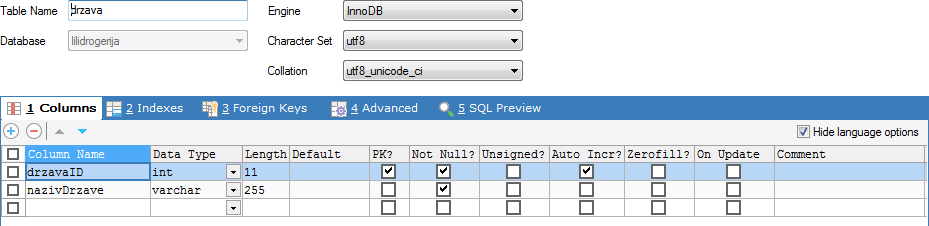 Table Name drzava Engine InnoDB
Database lilidrogerija Character Set utf8
Collation utf8_unicode_ci
1 Columns 2 Indexes 3 Foreign Keys 4 Advanced 5 SQL Preview
Hide language options
Column Name Data Type Length Default PK? Not Null? Unsigned? Auto Incr? Zerofill? On Update Comment
drzavaID int 11
nazivDrzave varchar 255